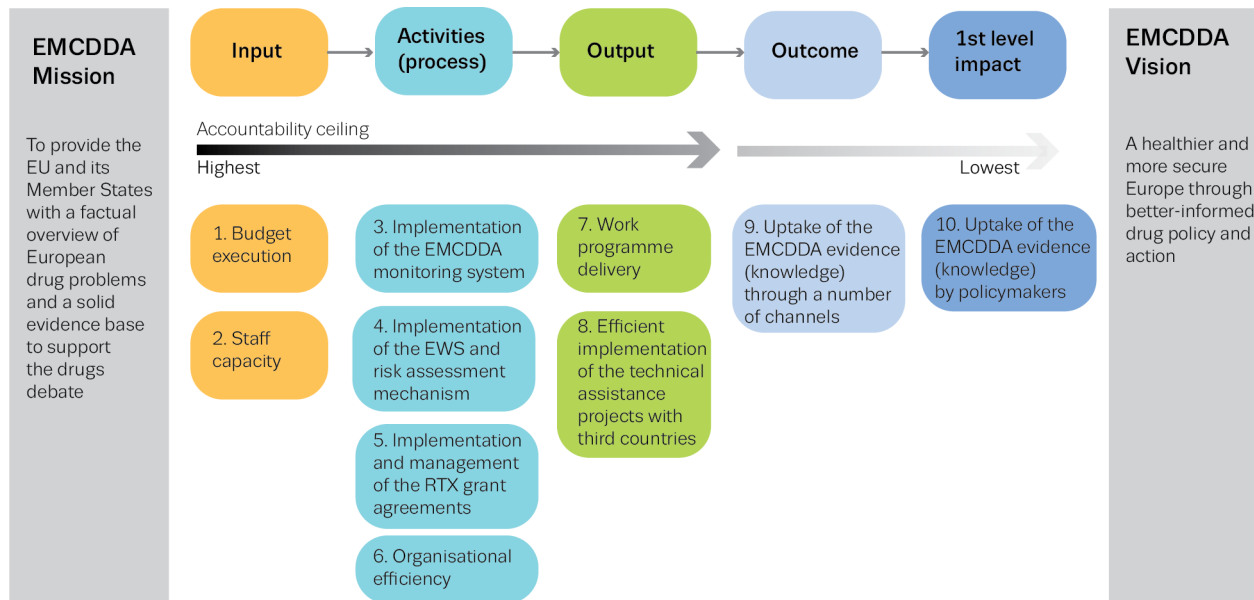 EMCDDA
Mission
To provide the
EU and its
Member States
with a factual
overview of
European
drug problems
and a solid
evidence base
to support
the drugs
debate
Input
Activities
(process)
Output
Outcome
1st level
impact
Accountability ceiling
Highest
Lowest
1. Budget
execution
2. Staff
capacity
3. Implementation
of the EMCDDA
monitoring system
4. Implementation
of the EWS and
risk assessment
mechanism
5. Implementation
and management
of the RTX grant
agreements
6. Organisational
efficiency
7. Work
programme
delivery
8. Efficient
implementation
of the technical
assistance
projects with
third countries
9. Uptake of the
EMCDDA evidence
(knowledge)
through a number
of channels
10. Uptake of the
EMCDDA evidence
(knowledge)
by policymakers
EMCDDA
Vision
A healthier and
more secure
Europe through
better-informed
drug policy and
action